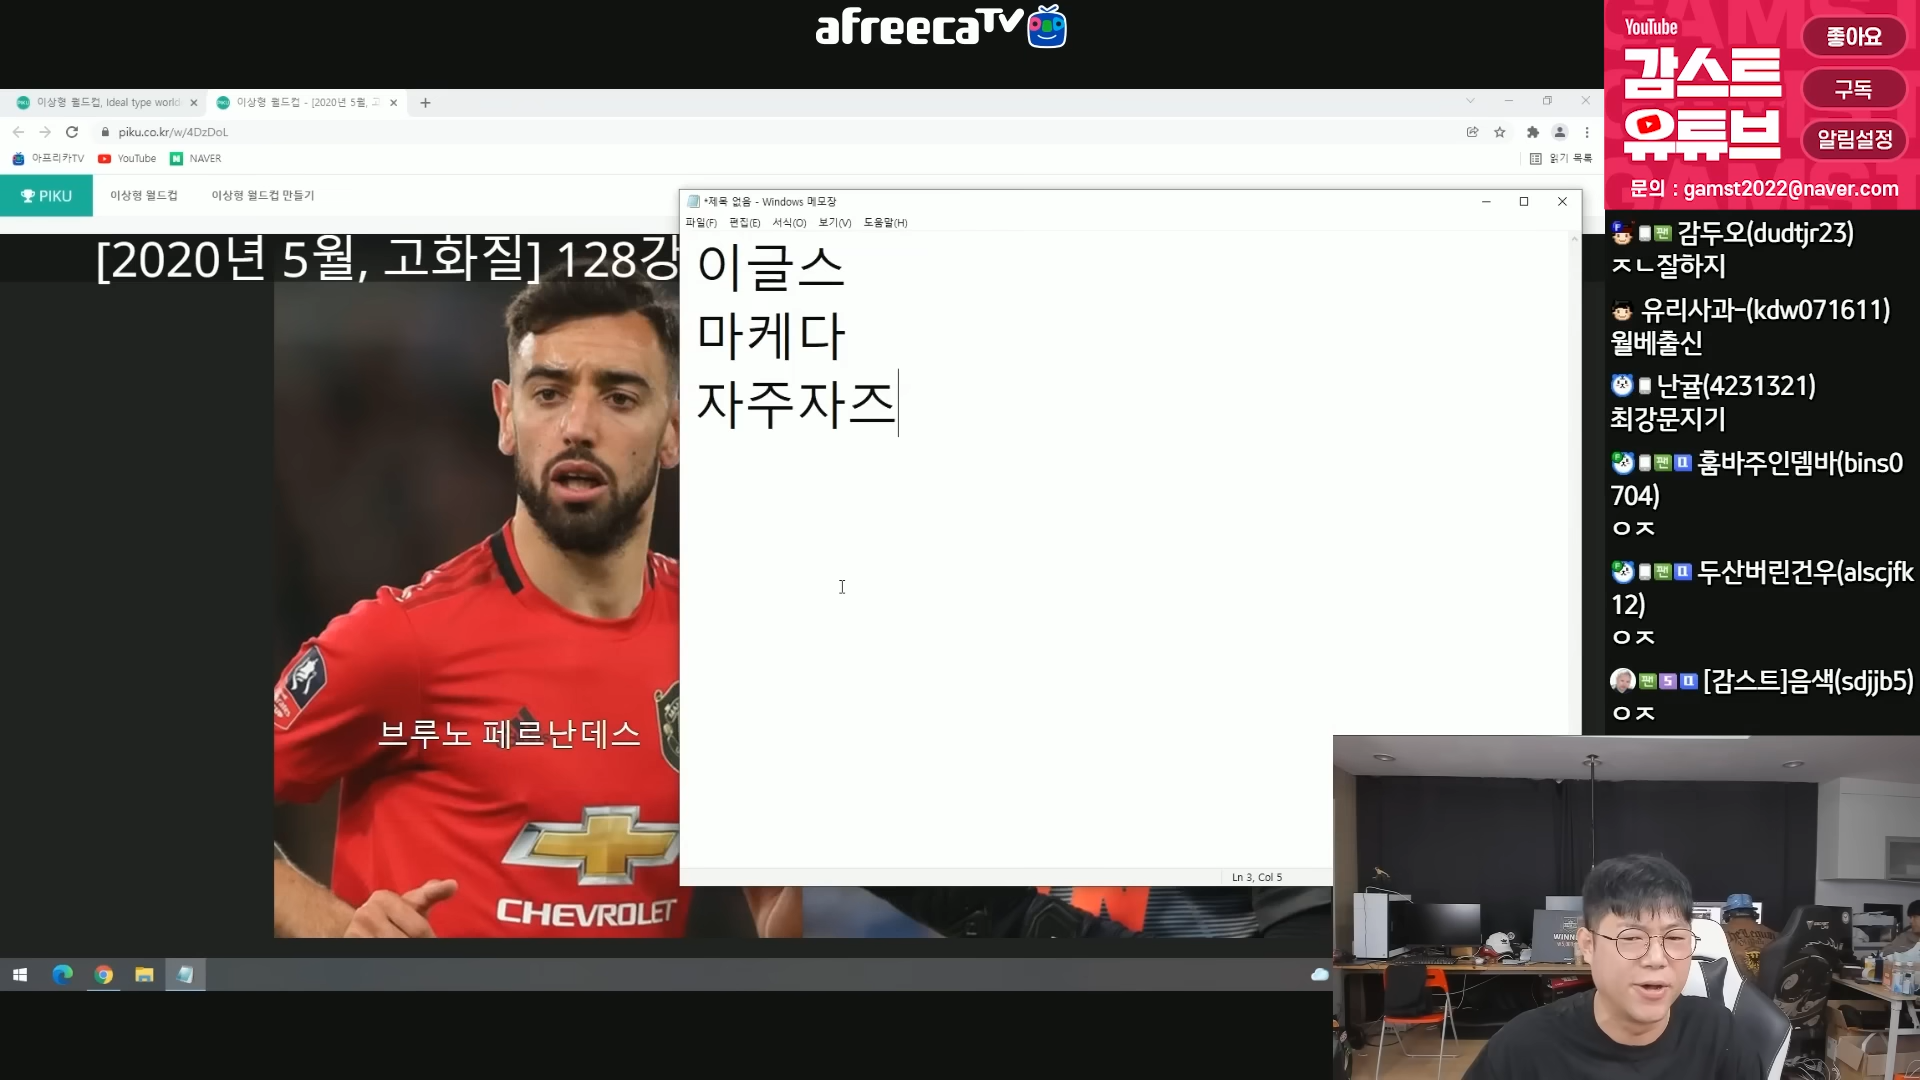 afreecaTV
이상형 월드컵, Ideal type world
이상형 월드컵 - [2020년 5월, 고
piku.co.kr/w/4DzDoL
아프리카TV YouTube NAVER
읽기 목록
PIKU 이상형 월드컵 이상형 월드컵 만들기
[2020년 5월, 고화질] 128강
브루노 페르난데스
CHEVROLET
*제목 없음 - Windows 메모장
파일(F) 편집(E) 서식(O) 보기(V) 도움말(H)
이글스
마케다
자주자즈
Ln 3, Col 5
YouTube
감스트
유튜브
좋아요
구독
알림설정
문의 : gamst2022@naver.com
팬 감두오(dudtjr23)
ㅈㄴ잘하지
유리사과-(kdw071611)
월베출신
난귤(4231321)
최강문지기
팬 훔바주인뎀바(bins0
704)
ㅇㅈ
팬 두산버린건우(alscjfk
12)
ㅇㅈ
팬 S [감스트]음색(sdjjb5)
ㅇㅈ